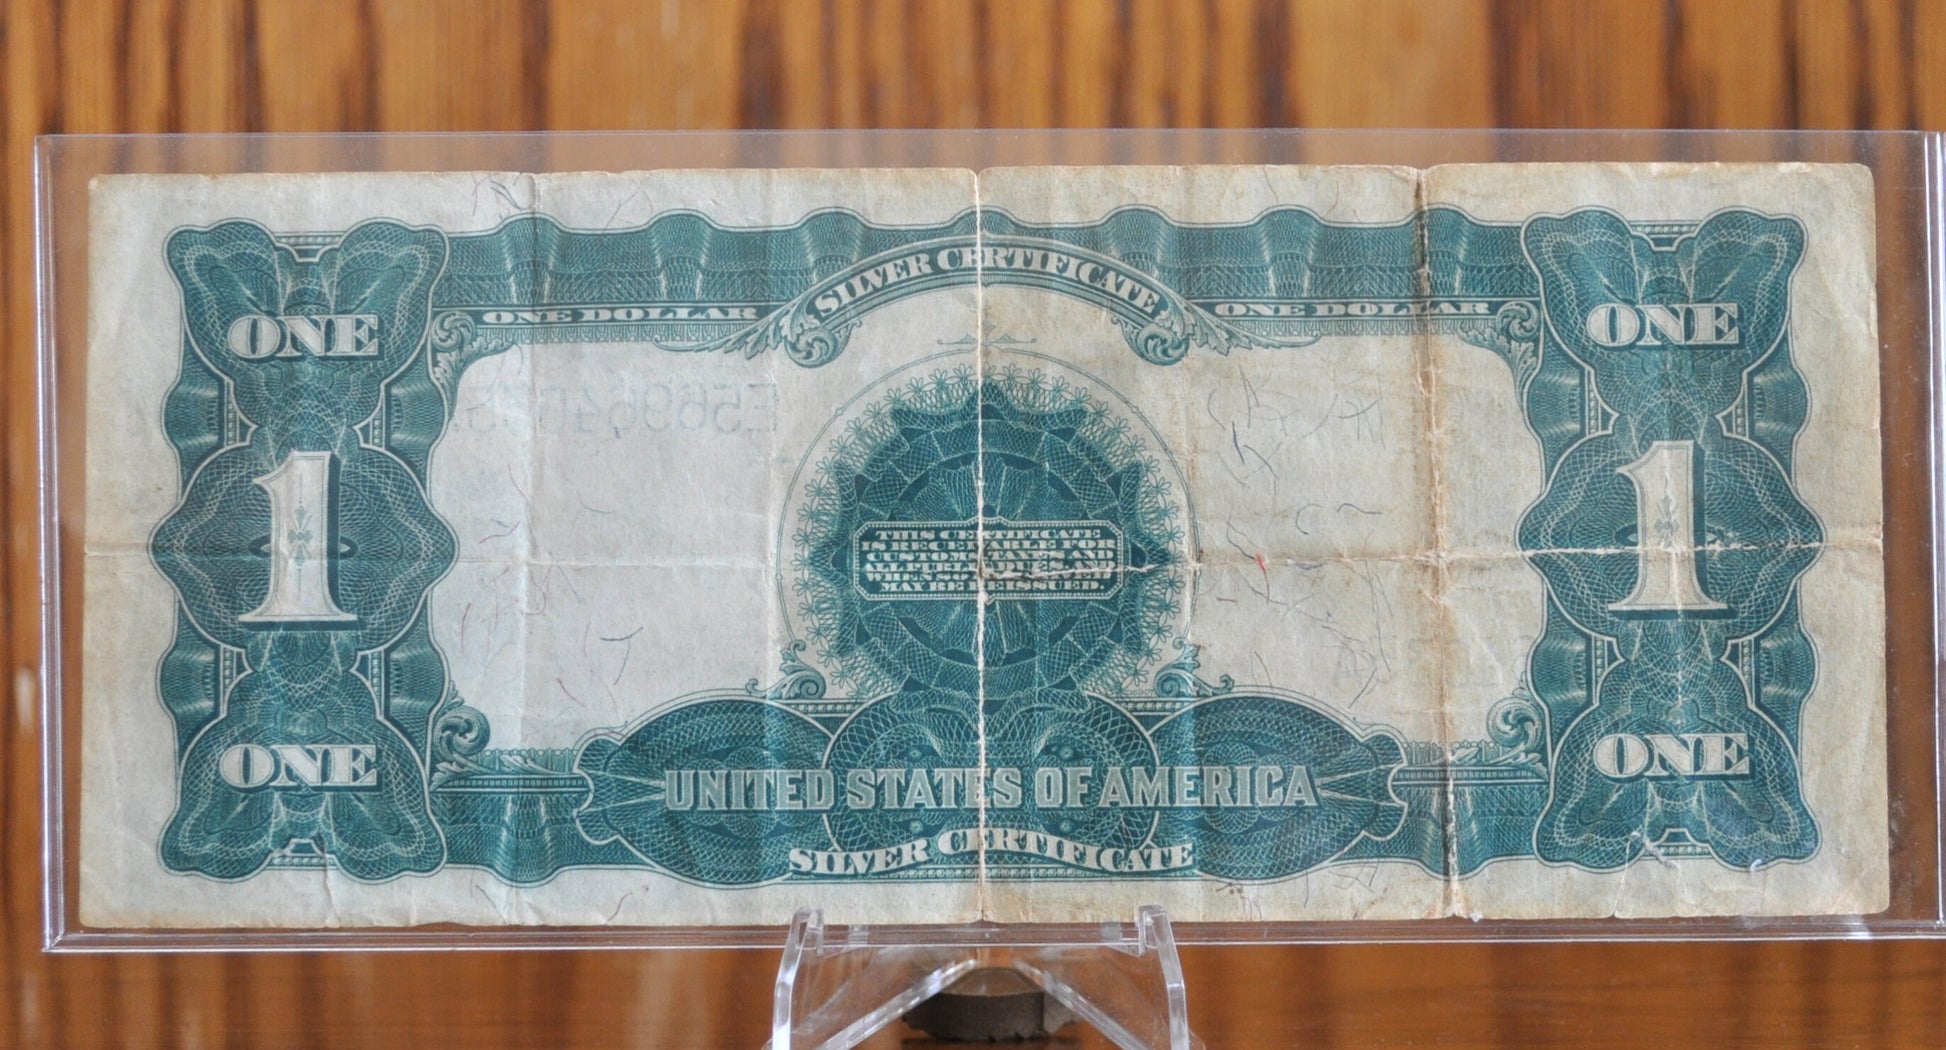 SILVER CERTIFICATE
ONE DOLLAR
ONE DOLLAR
ONE
ONE
1
1
THIS CERTIFICATE
IS RECEIVABLE FOR
CUSTOMS, TAXES AND
ALL PUBLIC DUES, AND
WHEN SO
MAY BE REISSUED.
ONE
ONE
UNITED STATES OF AMERICA
SILVER CERTIFICATE